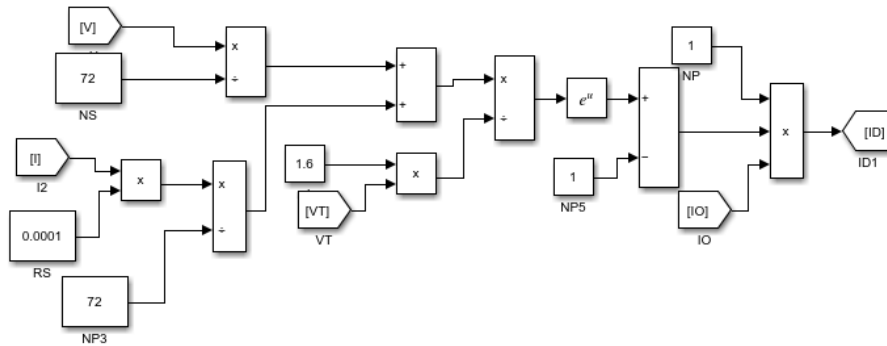 [V]
x
÷
72
NS
[I]
I2
x
0.0001
RS
x
÷
72
NP3
+
+
1.6
x
[VT]
VT
x
÷
eᵘ
1
NP5
+
−
1
NP
x
[IO]
IO
[ID]
ID1